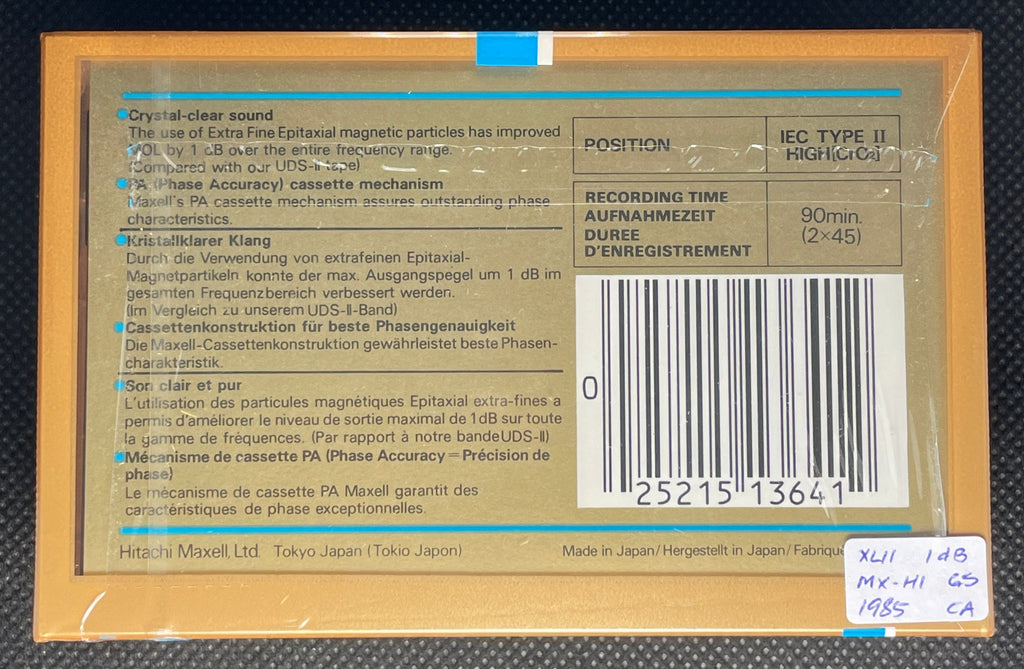 Crystal-clear sound
The use of Extra Fine Epitaxial magnetic particles has improved
MOL by 1 dB over the entire frequency range.
(Compared with our UDS-II tape)
PA (Phase Accuracy) cassette mechanism
Maxell's PA cassette mechanism assures outstanding phase
characteristics.
Kristallklarer Klang
Durch die Verwendung von extrafeinen Epitaxial-
Magnetpartikeln konnte der max. Ausgangspegel um 1 dB im
gesamten Frequenzbereich verbessert werden.
(Im Vergleich zu unserem UDS-II-Band)
Cassettenkonstruktion für beste Phasengenauigkeit
Die Maxell-Cassettenkonstruktion gewährleistet beste Phasen-
charakteristik.
Son clair et pur
L'utilisation des particules magnétiques Epitaxial extra-fines a
permis d'améliorer le niveau de sortie maximal de 1 dB sur toute
la gamme de fréquences. (Par rapport à notre bande UDS-II)
Mécanisme de cassette PA (Phase Accuracy = Précision de
phase)
Le mécanisme de cassette PA Maxell garantit des
caractéristiques de phase exceptionnelles.
Hitachi Maxell, Ltd. Tokyo Japan (Tokio Japon)
POSITION
IEC TYPE II
HIGH [CrO₂]
RECORDING TIME
AUFNAHMEZEIT
DUREE
D'ENREGISTREMENT
90min.
(2×45)
0
25215 13641
Made in Japan/Hergestellt in Japan/
XLII 1dB
MX-HI GS
1985 CA